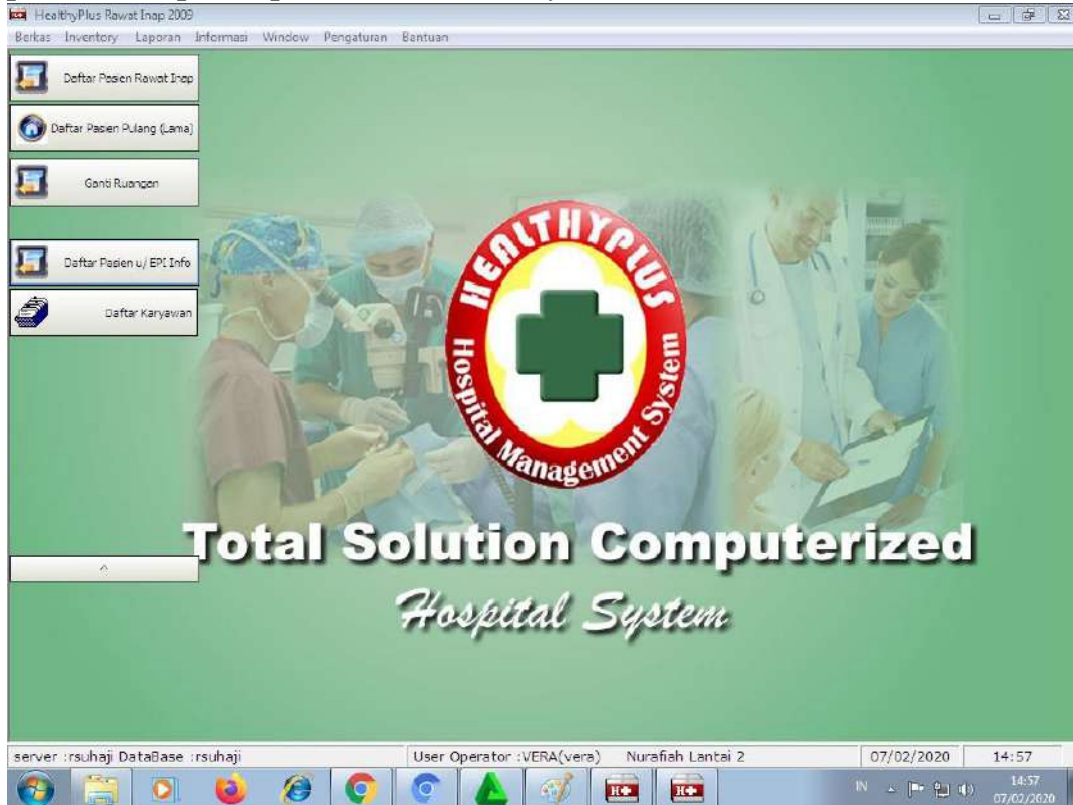 HealthyPlus Rawat Inap 2009
Berkas Inventory Laporan Informasi Window Pengaturan Bantuan
Daftar Pasien Rawat Inap
Daftar Pasien Pulang (Lama)
Ganti Ruangan
Daftar Pasien u/ EPI Info
Daftar Karyawan
^
HEALTHYPLUS
Hospital Management System
Total Solution Computerized
Hospital System
server :rsuhaji DataBase :rsuhaji
User Operator :VERA(vera) Nurafiah Lantai 2
07/02/2020
14:57
H+
H+
IN
14:57
07/02/2020